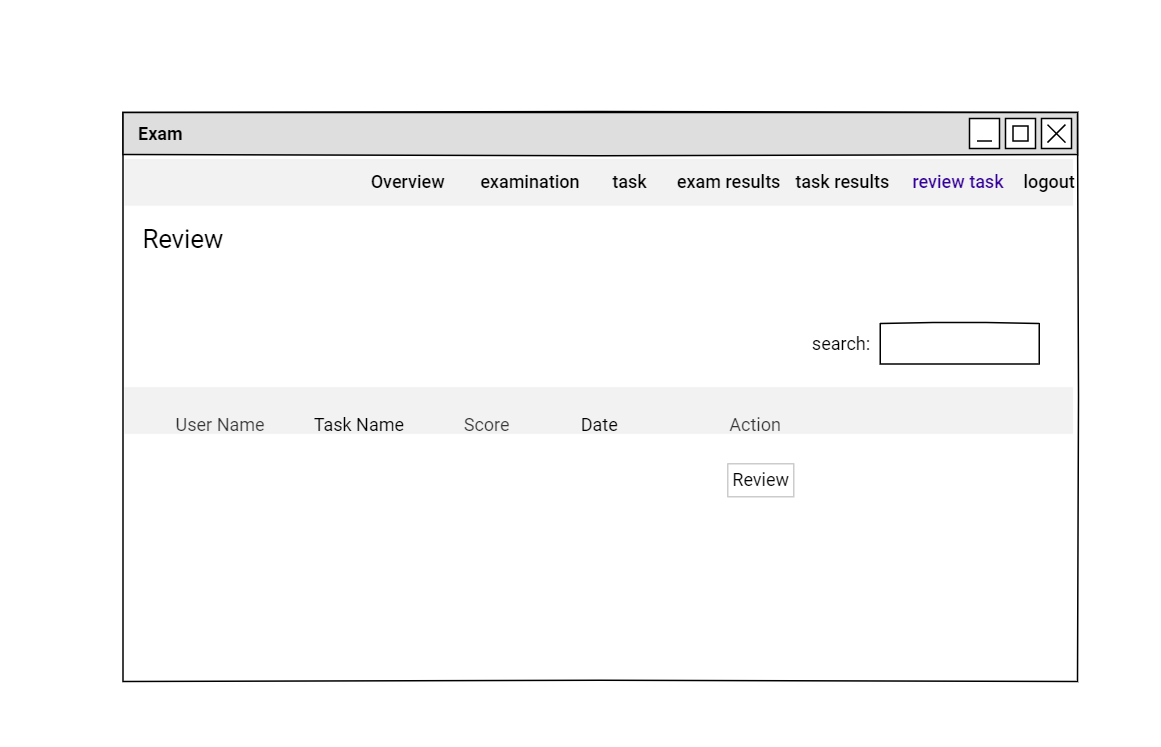 Exam
Overview examination task exam results task results review task logout
Review
search:
User Name Task Name Score Date Action
Review